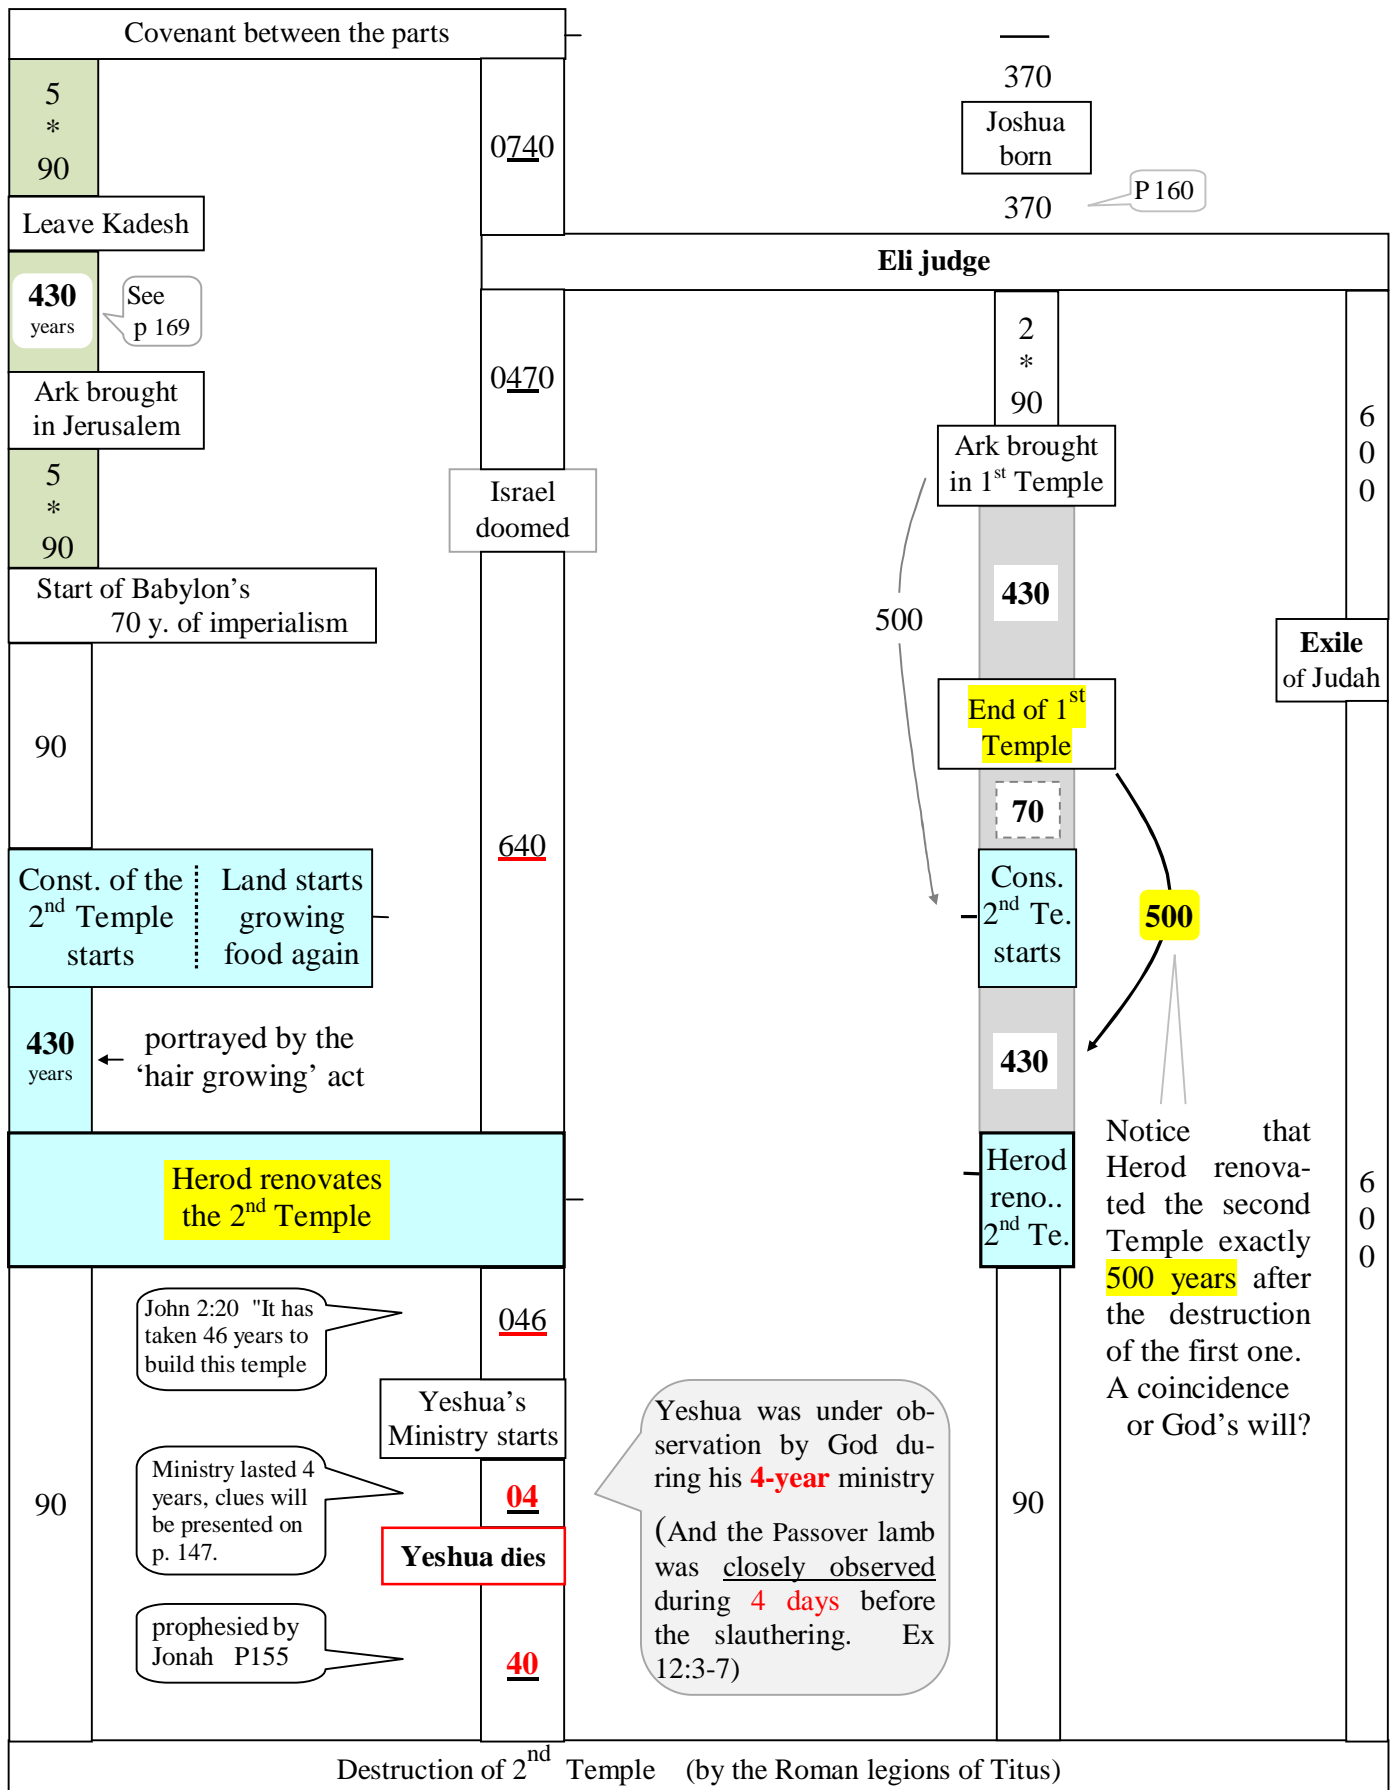 Covenant between the parts
5
*
90
Leave Kadesh
430
years
See
p 169
Ark brought
in Jerusalem
5
*
90
Start of Babylon’s
70 y. of imperialism
90
Const. of the
2nd Temple
starts
Land starts
growing
food again
430
years
portrayed by the
‘hair growing’ act
Herod renovates
the 2nd Temple
90
0740
0470
Israel
doomed
640
John 2:20 "It has
taken 46 years to
build this temple
046
Yeshua’s
Ministry starts
Ministry lasted 4
years, clues will
be presented on
p. 147.
04
Yeshua dies
prophesied by
Jonah P155
40
Yeshua was under ob-
servation by God du-
ring his 4-year ministry
(And the Passover lamb
was closely observed
during 4 days before
the slauthering. Ex
12:3-7)
370
Joshua
born
370
P 160
Eli judge
2
*
90
Ark brought
in 1st Temple
500
430
End of 1st
Temple
70
Cons.
2nd Te.
starts
500
430
Herod
reno..
2nd Te.
90
Notice that
Herod renova-
ted the second
Temple exactly
500 years after
the destruction
of the first one.
A coincidence
or God’s will?
6
0
0
Exile
of Judah
6
0
0
Destruction of 2nd Temple (by the Roman legions of Titus)